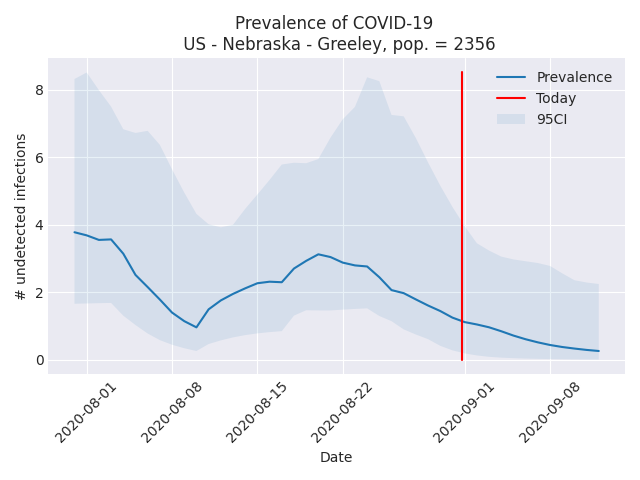 Prevalence of COVID-19
US - Nebraska - Greeley, pop. = 2356
Prevalence
Today
95CI
# undetected infections
8
6
4
2
0
2020-08-01
2020-08-08
2020-08-15
2020-08-22
2020-09-01
2020-09-08
Date